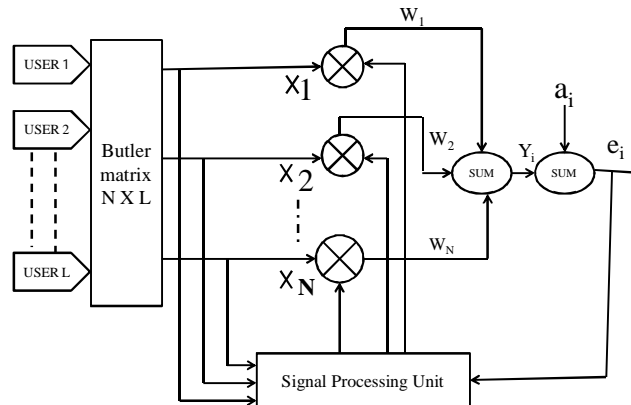 USER 1
USER 2
USER L
Butler
matrix
N X L
X1
X2
XN
W1
W2
WN
SUM
Yi
ai
SUM
ei
Signal Processing Unit